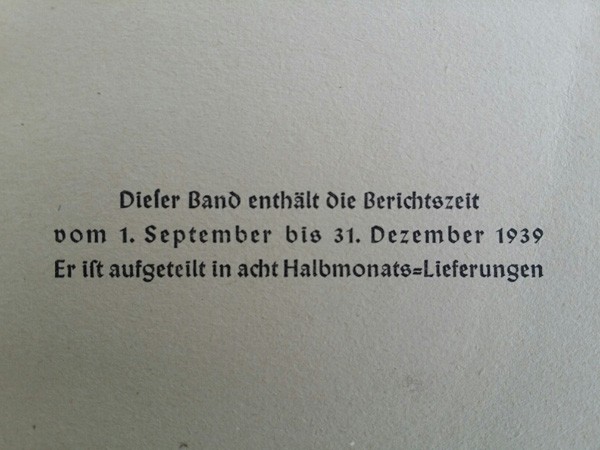 Dieſer Band enthält die Berichtszeit
vom 1. September bis 31. Dezember 1939
Er iſt aufgeteilt in acht Halbmonats=Lieferungen